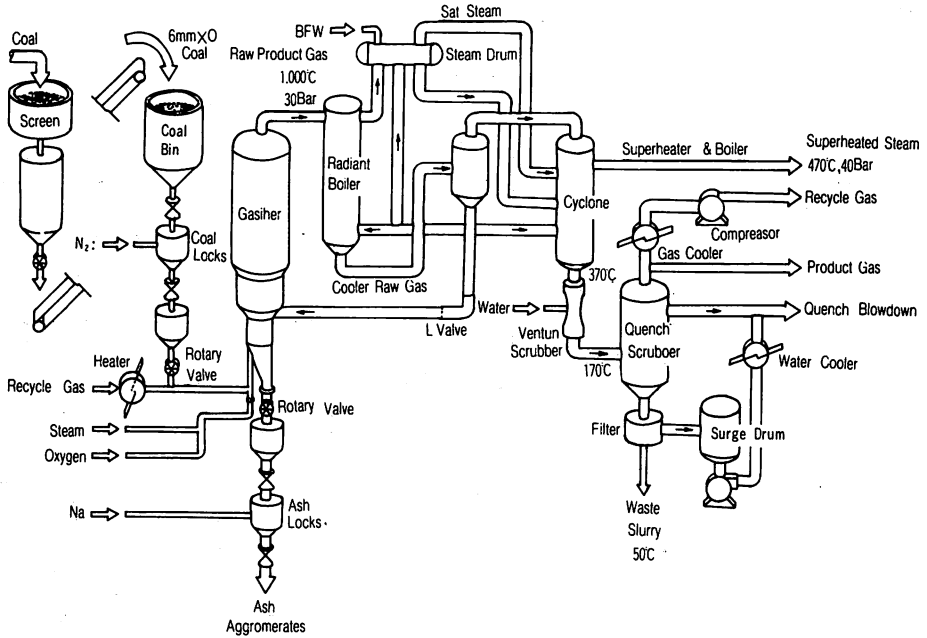 Sat Steam
BFW
Coal
6mmXO
Coal
Raw Product Gas
1.000℃
30Bar
Steam Drum
Screen
Coal
Bin
Radiant
Boiler
Superheater & Boiler
Superheated Steam
470℃,40Bar
Gasiher
Cyclone
Recycle Gas
N₂:
Coal
Locks
Compreasor
Gas Cooler
Cooter Raw Gas
370℃
Product Gas
Water
L Valve
Quench
Scruboer
Quench Blowdown
Ventun
Scrubber
Heater
Rotary
Valve
170℃
Water Cooler
Recycle Gas
Rotary Valve
Steam
Filter
Surge Drum
Oxygen
Na
Ash
Locks
Waste
Slurry
50℃
Ash
Aggromerates